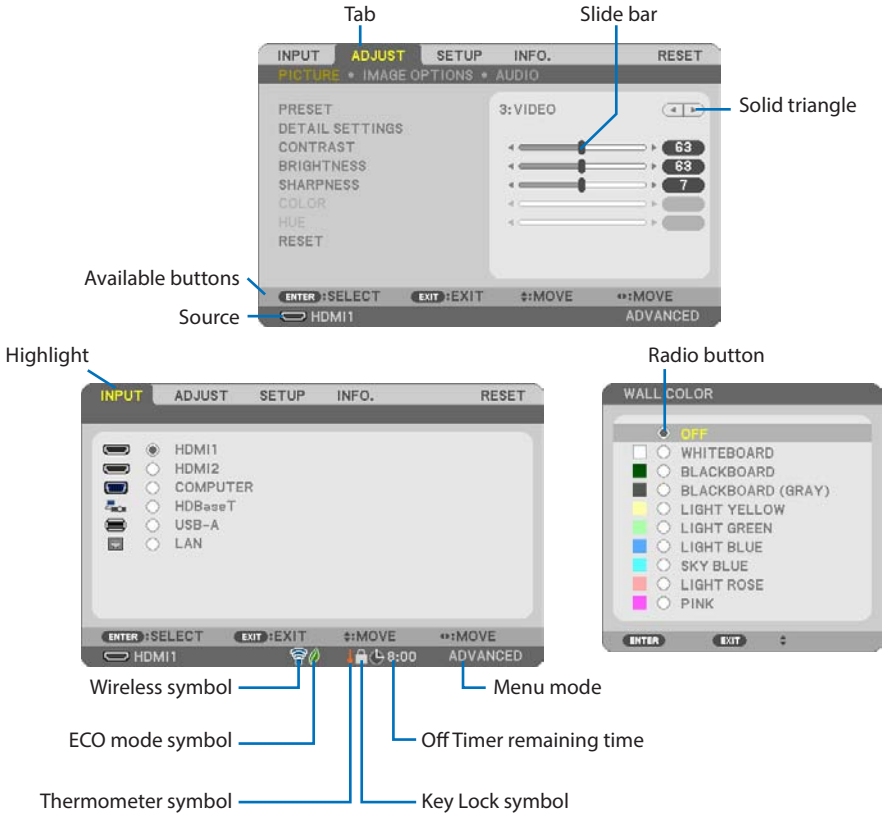 Tab Slide bar
INPUT ADJUST SETUP INFO. RESET
PICTURE • IMAGE OPTIONS • AUDIO
PRESET 3:VIDEO Solid triangle
DETAIL SETTINGS
CONTRAST 63
BRIGHTNESS 63
SHARPNESS 7
COLOR
HUE
RESET
Available buttons
ENTER :SELECT EXIT :EXIT :MOVE :MOVE
Source HDMI1 ADVANCED
Highlight Radio button
INPUT ADJUST SETUP INFO. RESET
HDMI1
HDMI2
COMPUTER
HDBaseT
USB-A
LAN
ENTER :SELECT EXIT :EXIT :MOVE :MOVE
HDMI1 8:00 ADVANCED
WALL COLOR
OFF
WHITEBOARD
BLACKBOARD
BLACKBOARD (GRAY)
LIGHT YELLOW
LIGHT GREEN
LIGHT BLUE
SKY BLUE
LIGHT ROSE
PINK
ENTER EXIT
Wireless symbol Menu mode
ECO mode symbol Off Timer remaining time
Thermometer symbol Key Lock symbol